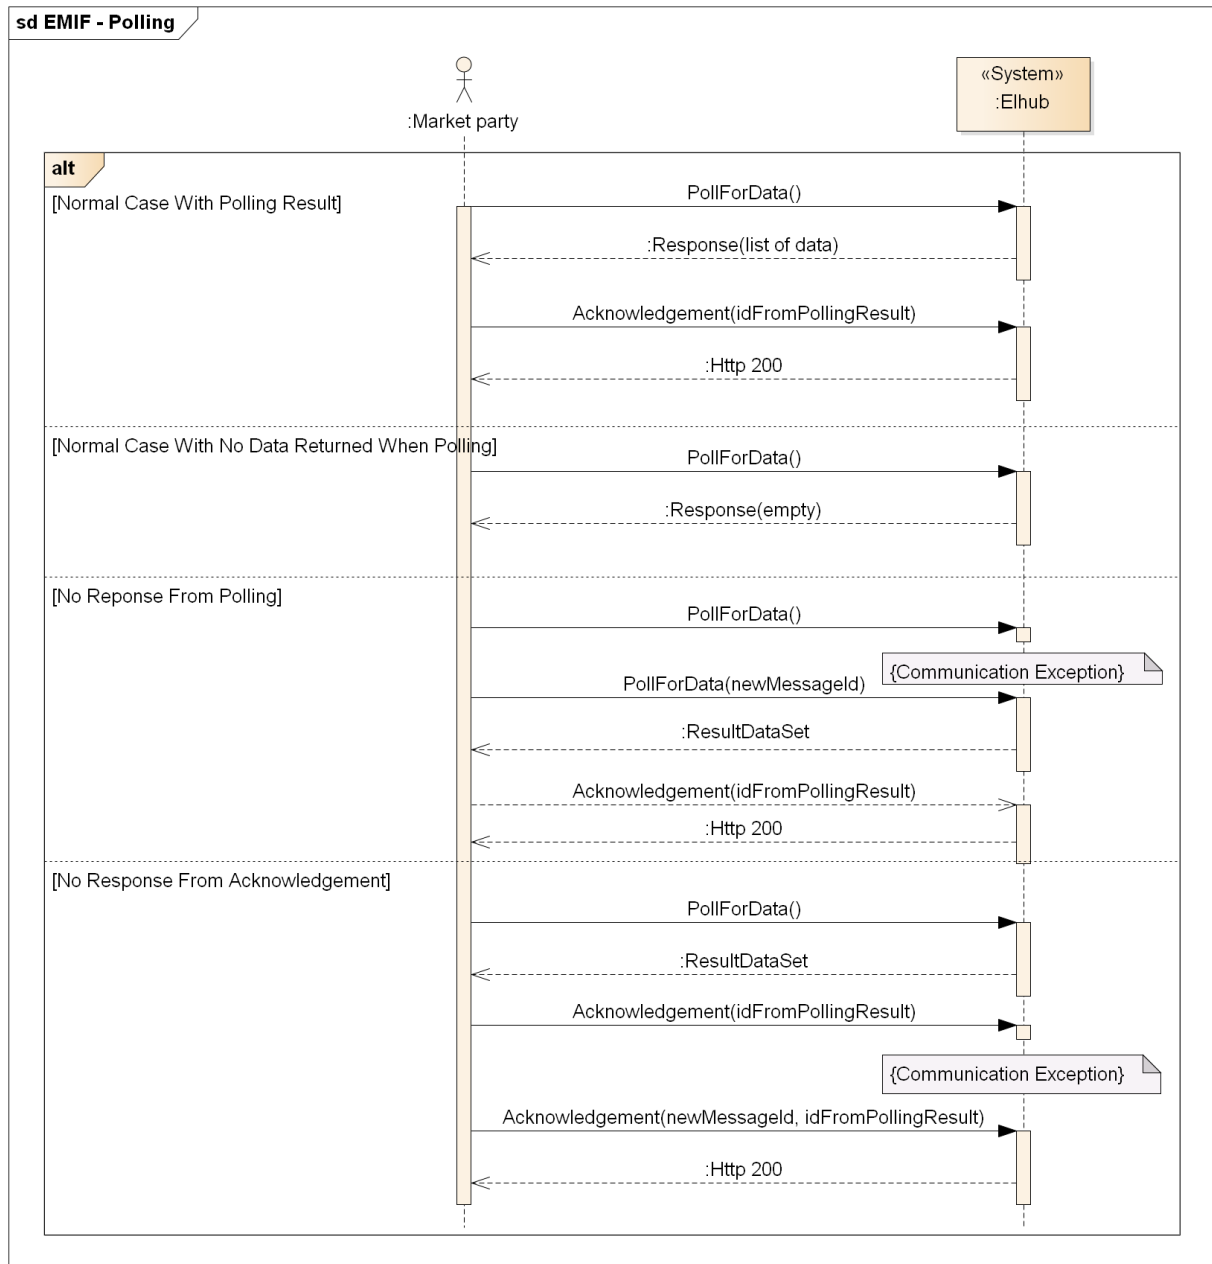 sd EMIF - Polling
:Market party
«System»
:Elhub
alt
[Normal Case With Polling Result]
PollForData()
:Response(list of data)
Acknowledgement(idFromPollingResult)
:Http 200
[Normal Case With No Data Returned When Polling]
PollForData()
:Response(empty)
[No Reponse From Polling]
PollForData()
{Communication Exception}
PollForData(newMessageId)
:ResultDataSet
Acknowledgement(idFromPollingResult)
:Http 200
[No Response From Acknowledgement]
PollForData()
:ResultDataSet
Acknowledgement(idFromPollingResult)
{Communication Exception}
Acknowledgement(newMessageId, idFromPollingResult)
:Http 200